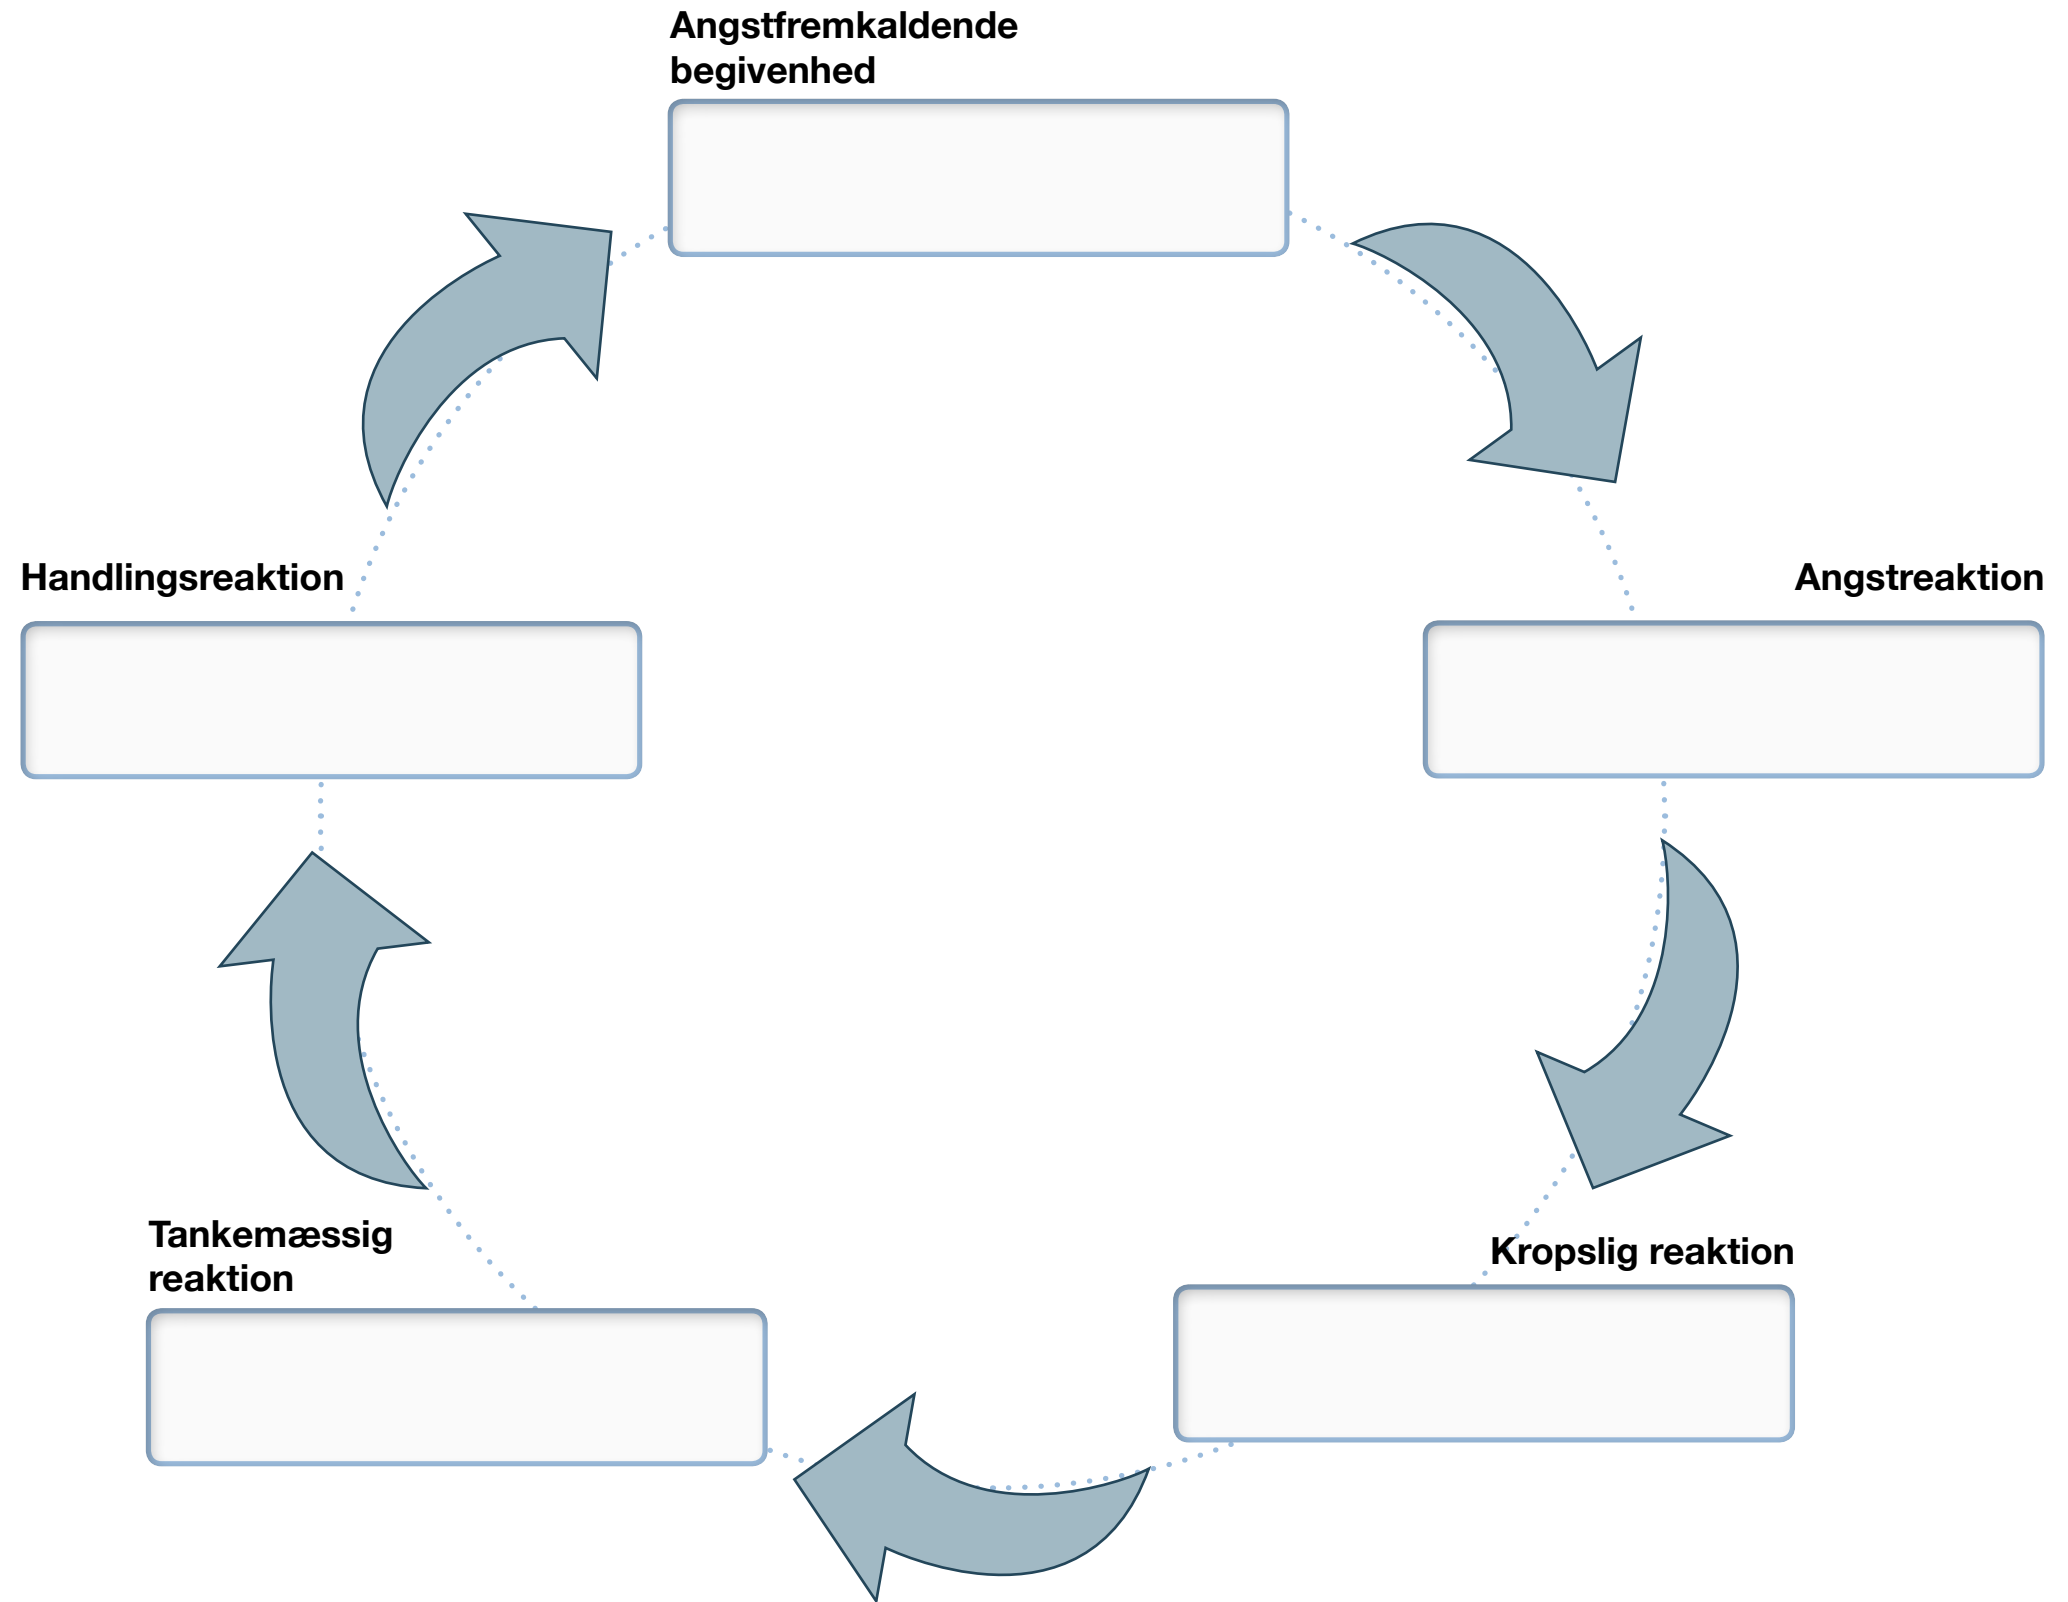 Angstfremkaldende
begivenhed
Handlingsreaktion
Angstreaktion
Tankemæssig
reaktion
Kropslig reaktion